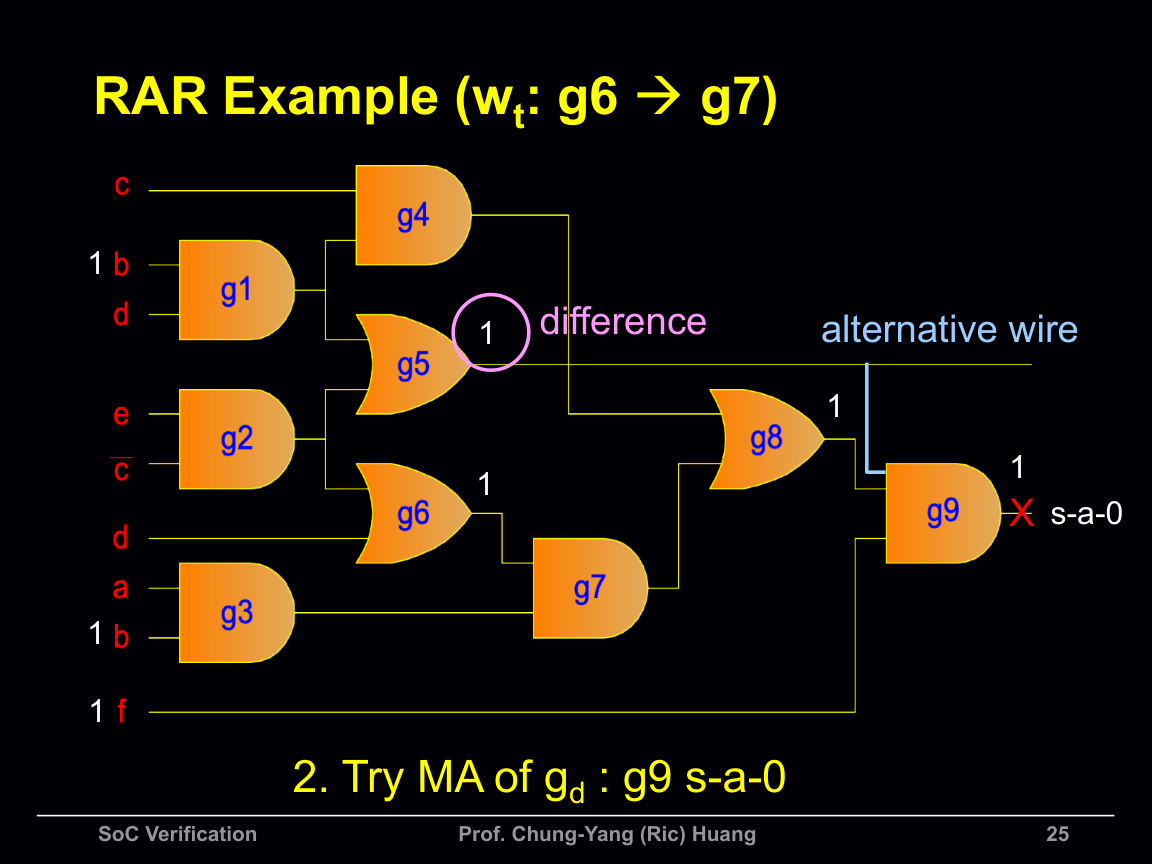 RAR Example (wt: g6 → g7)
c
g4
1 b
g1
d
1
difference
alternative wire
g5
1
e
g2
c̅
g8
1
1
g6
g9
X s-a-0
d
a
g7
g3
1 b
1 f
2. Try MA of gd : g9 s-a-0
SoC Verification
Prof. Chung-Yang (Ric) Huang
25